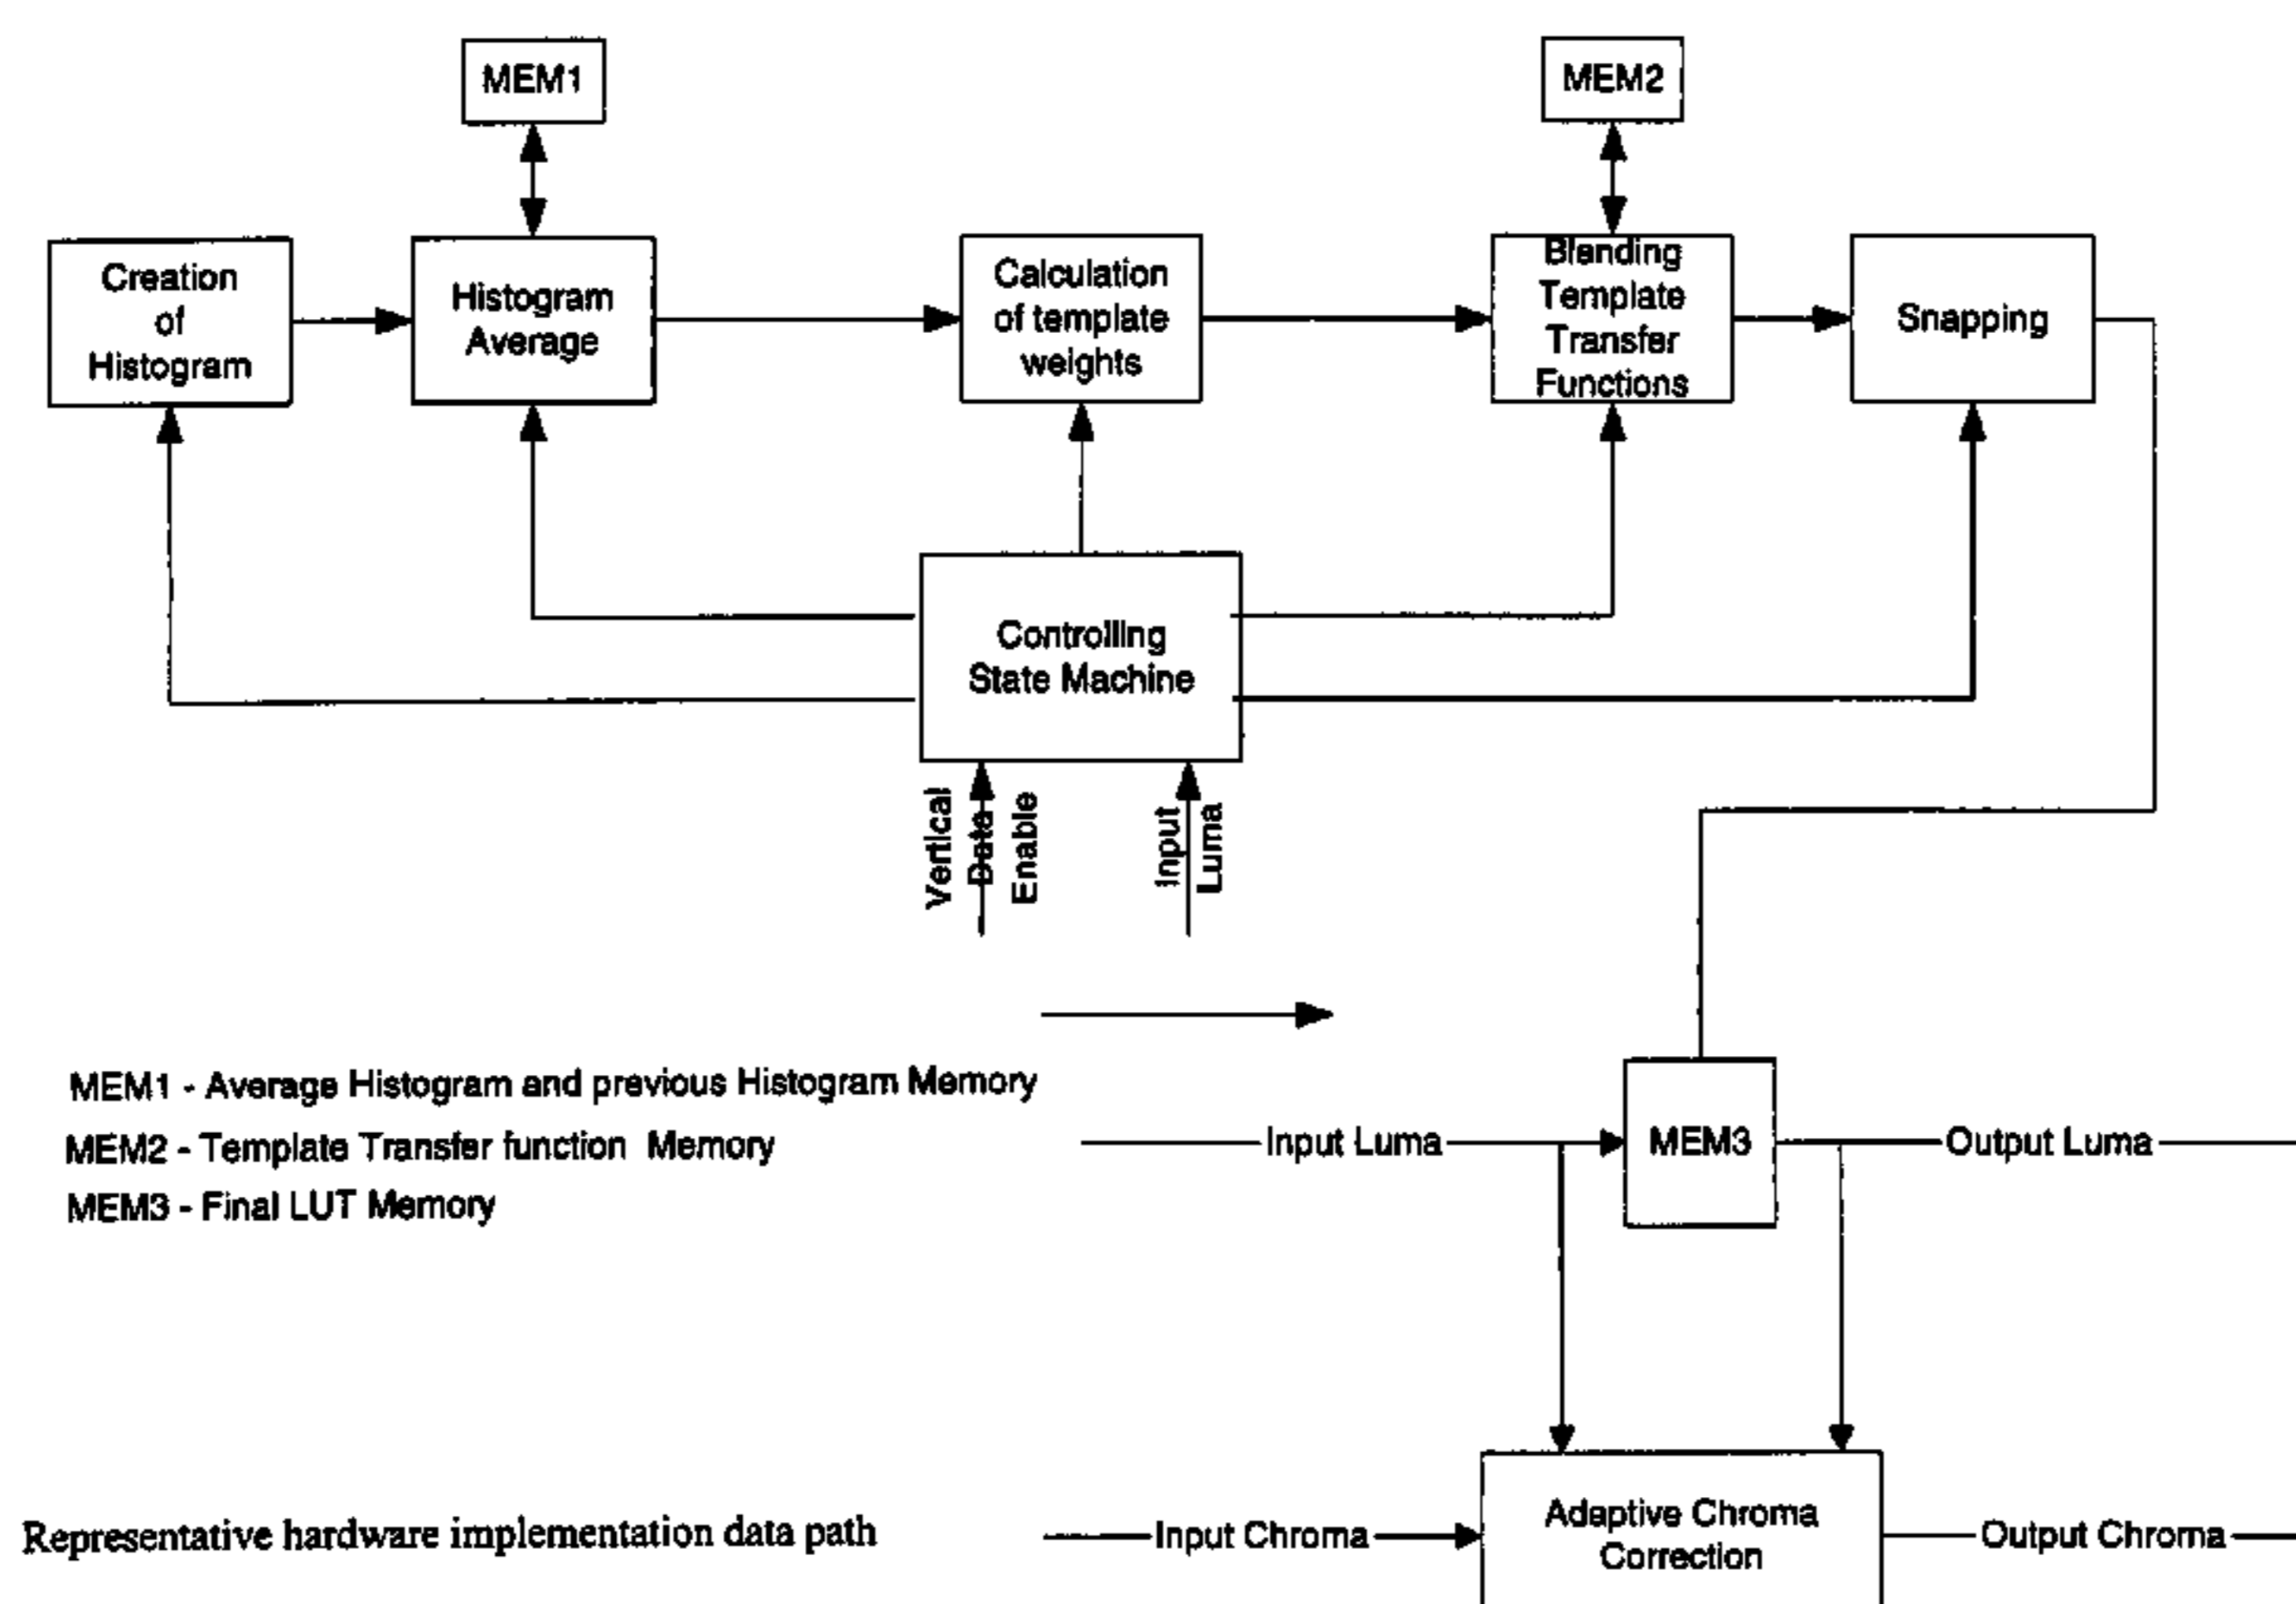 MEM1
MEM2
Creation
of
Histogram
Histogram
Average
Calculation
of template
weights
Blending
Template
Transfer
Functions
Snapping
Controlling
State Machine
Vertical
Date
Enable
Input
Luma
MEM1 - Average Histogram and previous Histogram Memory
MEM2 - Template Transfer function Memory
MEM3 - Final LUT Memory
Input Luma
MEM3
Output Luma
Representative hardware implementation data path
Input Chroma
Adaptive Chroma
Correction
Output Chroma